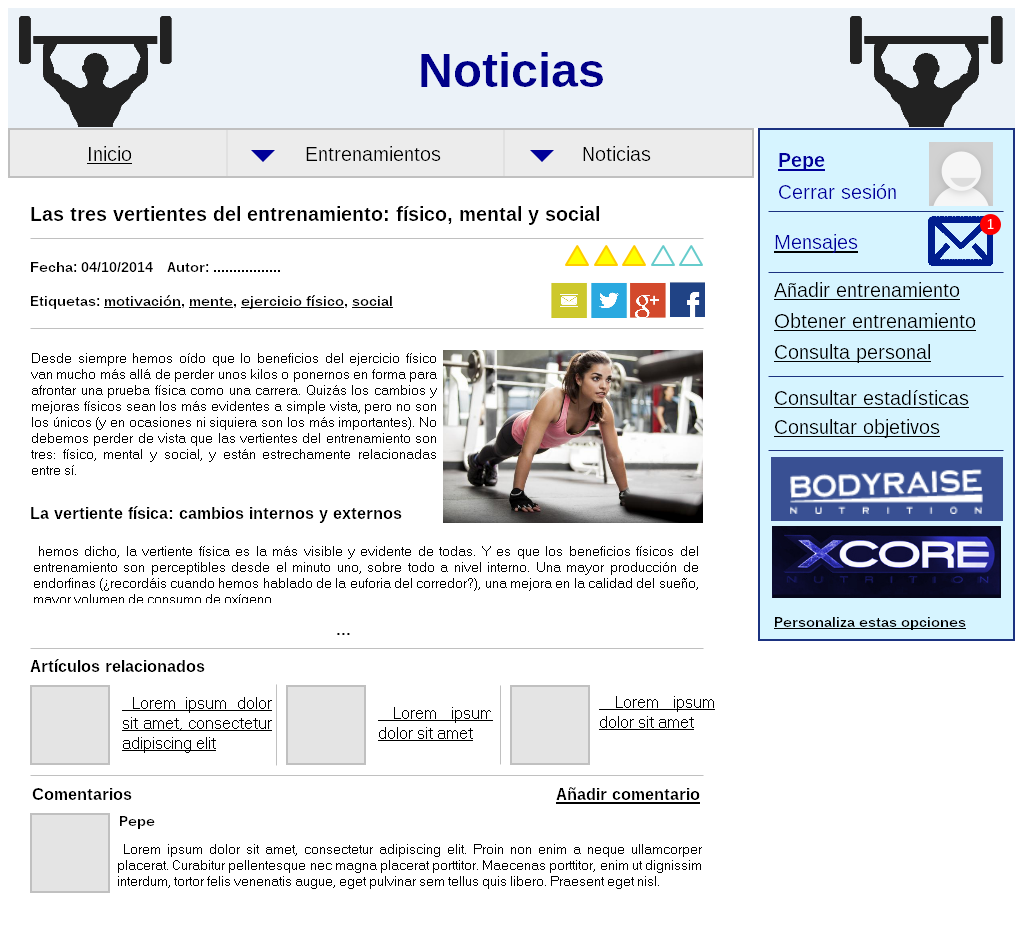 Noticias
Inicio
Entrenamientos
Noticias
Las tres vertientes del entrenamiento: físico, mental y social
Fecha: 04/10/2014 Autor: .................
Etiquetas: motivación, mente, ejercicio físico, social
g+
f
Desde siempre hemos oído que lo beneficios del ejercicio físico
van mucho más allá de perder unos kilos o ponernos en forma para
afrontar una prueba física como una carrera. Quizás los cambios y
mejoras físicos sean los más evidentes a simple vista, pero no son
los únicos (y en ocasiones ni siquiera son los más importantes). No
debemos perder de vista que las vertientes del entrenamiento son
tres: físico, mental y social, y están estrechamente relacionadas
entre sí.
La vertiente física: cambios internos y externos
hemos dicho, la vertiente física es la más visible y evidente de todas. Y es que los beneficios físicos del
entrenamiento son perceptibles desde el minuto uno, sobre todo a nivel interno. Una mayor producción de
endorfinas (¿recordáis cuando hemos hablado de la euforia del corredor?), una mejora en la calidad del sueño,
mayor volumen de consumo de oxígeno
...
Artículos relacionados
Lorem ipsum dolor
sit amet, consectetur
adipiscing elit
Lorem ipsum
dolor sit amet
Lorem ipsum
dolor sit amet
Comentarios
Añadir comentario
Pepe
Lorem ipsum dolor sit amet, consectetur adipiscing elit. Proin non enim a neque ullamcorper
placerat. Curabitur pellentesque nec magna placerat porttitor. Maecenas porttitor, enim ut dignissim
interdum, tortor felis venenatis augue, eget pulvinar sem tellus quis libero. Praesent eget nisl.
Pepe
Cerrar sesión
Mensajes
1
Añadir entrenamiento
Obtener entrenamiento
Consulta personal
Consultar estadísticas
Consultar objetivos
BODYRAISE
NUTRITION
XCORE
NUTRITION
Personaliza estas opciones